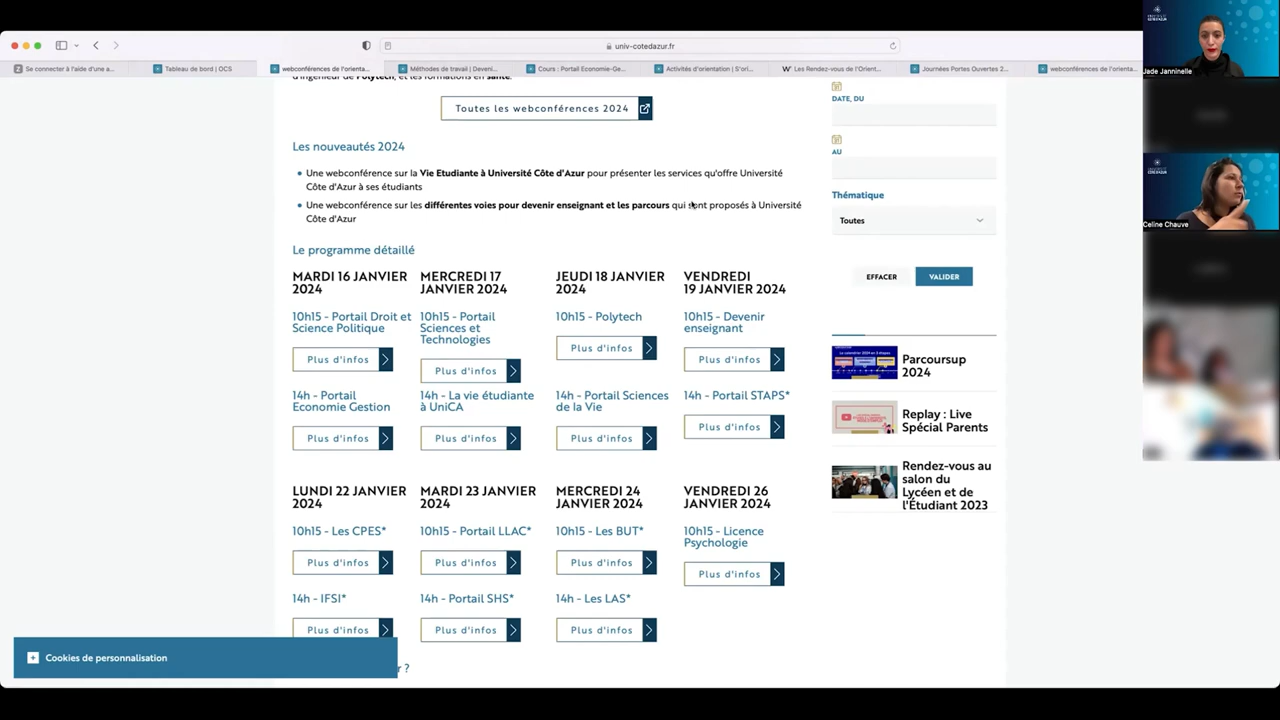 univ-cotedazur.fr
Se connecter à l'aide d'une a...
Tableau de bord | OCS
webconférences de l'orienta...
Méthodes de travail | Deveni...
Cours : Portail Economie-Ge...
Activités d'orientation | S'ori...
Les Rendez-vous de l'Orient...
Journées Portes Ouvertes 2...
webconférences de l'orienta...
d'ingénieur de Polytech, et les formations en santé.
Toutes les webconférences 2024
Les nouveautés 2024
Une webconférence sur la Vie Etudiante à Université Côte d'Azur pour présenter les services qu'offre Université
Côte d'Azur à ses étudiants
Une webconférence sur les différentes voies pour devenir enseignant et les parcours qui sont proposés à Université
Côte d'Azur
Le programme détaillé
MARDI 16 JANVIER
2024
10h15 - Portail Droit et
Science Politique
Plus d'infos
14h - Portail
Economie Gestion
Plus d'infos
MERCREDI 17
JANVIER 2024
10h15 - Portail
Sciences et
Technologies
Plus d'infos
14h - La vie étudiante
à UniCA
Plus d'infos
JEUDI 18 JANVIER
2024
10h15 - Polytech
Plus d'infos
14h - Portail Sciences
de la Vie
Plus d'infos
VENDREDI
19 JANVIER 2024
10h15 - Devenir
enseignant
Plus d'infos
14h - Portail STAPS*
Plus d'infos
LUNDI 22 JANVIER
2024
10h15 - Les CPES*
Plus d'infos
14h - IFSI*
Plus d'infos
MARDI 23 JANVIER
2024
10h15 - Portail LLAC*
Plus d'infos
14h - Portail SHS*
Plus d'infos
MERCREDI 24
JANVIER 2024
10h15 - Les BUT*
Plus d'infos
14h - Les LAS*
Plus d'infos
VENDREDI 26
JANVIER 2024
10h15 - Licence
Psychologie
Plus d'infos
r ?
Cookies de personnalisation
DATE, DU
AU
Thématique
Toutes
EFFACER
VALIDER
Parcoursup
2024
Replay : Live
Spécial Parents
Rendez-vous au
salon du
Lycéen et de
l'Étudiant 2023
Jade Janninelle
Celine Chauve